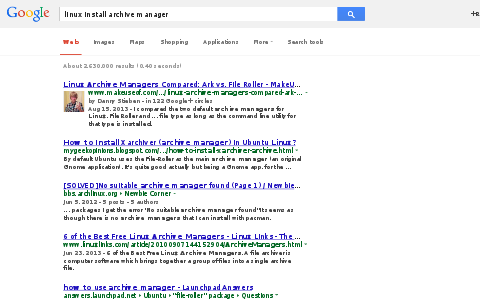 Google
linux install archive manager
Web Images Maps Shopping Applications More Search tools
About 2,630,000 results (0.40 seconds)
Linux Archive Managers Compared: Ark vs. File Roller - MakeU...
www.makeuseof.com/.../linux-archive-managers-compared-ark-...
by Danny Stieben - in 122 Google+ circles
Aug 15, 2013 - I compared the two default archive managers for
Linux, File Roller and ... file type as long as the command line utility for
that type is installed.
How to Install Xarchiver (archive manager) in Ubuntu Linux?
mygeekopinions.blogspot.com/.../how-to-install-xarchiver-archive.html
By default Ubuntu uses the File-Roller as the main archive manager (an original
Gnome application). It's quite good actually but being a Gnome app, for the ...
[SOLVED] No suitable archive manager found (Page 1) / Newbie...
bbs.archlinux.org › Newbie Corner
Jun 5, 2012 - 5 posts - 3 authors
... packages I get the error "No suitable archive manager found" It seems as
though there is no archive managers that I can install with pacman.
6 of the Best Free Linux Archive Managers - Linux Links - The ...
www.linuxlinks.com/article/20100907144152904/ArchiveManagers.html
Jun 23, 2013 - 6 of the Best Free Linux Archive Managers. A file archiver is
computer software which brings together a group of files into a single archive
file.
how to use archive manager - Launchpad Answers
answers.launchpad.net › Ubuntu › "file-roller" package › Questions